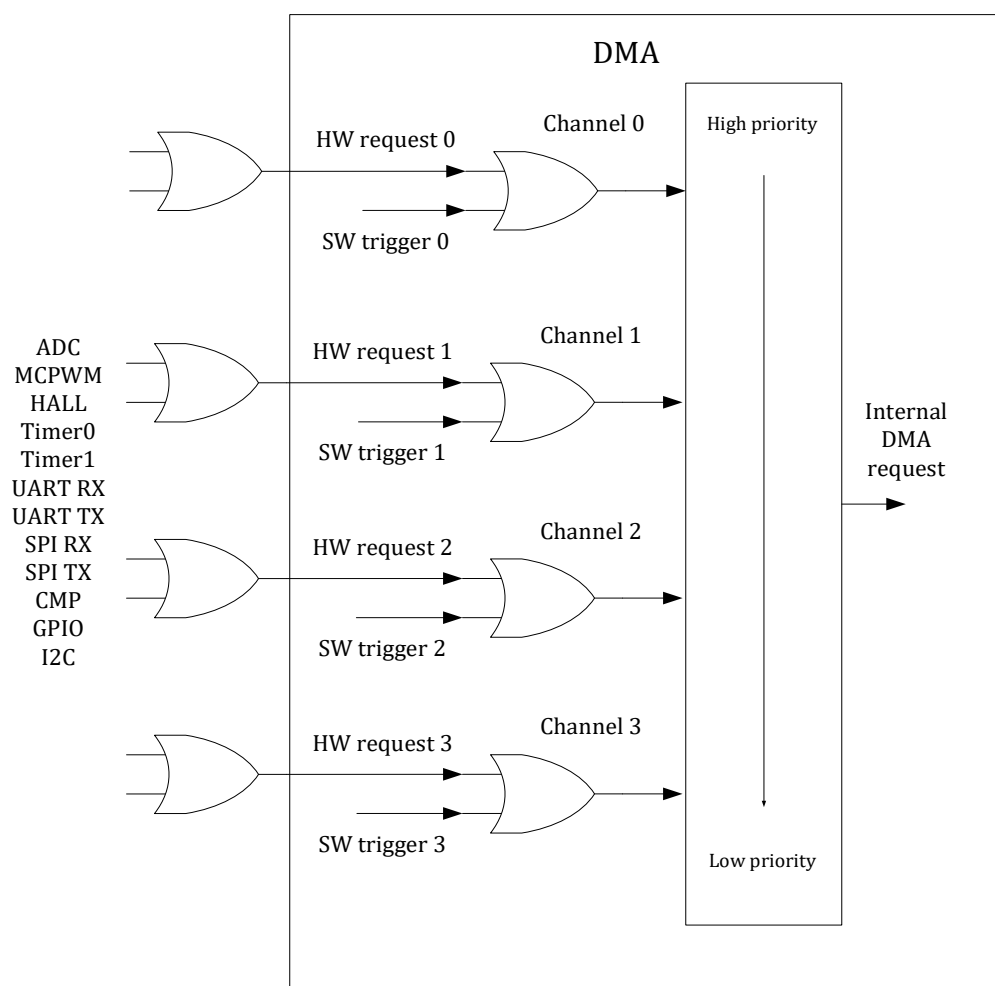 DMA
High priority
HW request 0
Channel 0
SW trigger 0
ADC
MCPWM
HALL
Timer0
Timer1
UART RX
UART TX
SPI RX
SPI TX
CMP
GPIO
I2C
HW request 1
Channel 1
SW trigger 1
HW request 2
Channel 2
SW trigger 2
HW request 3
Channel 3
SW trigger 3
Low priority
Internal
DMA
request